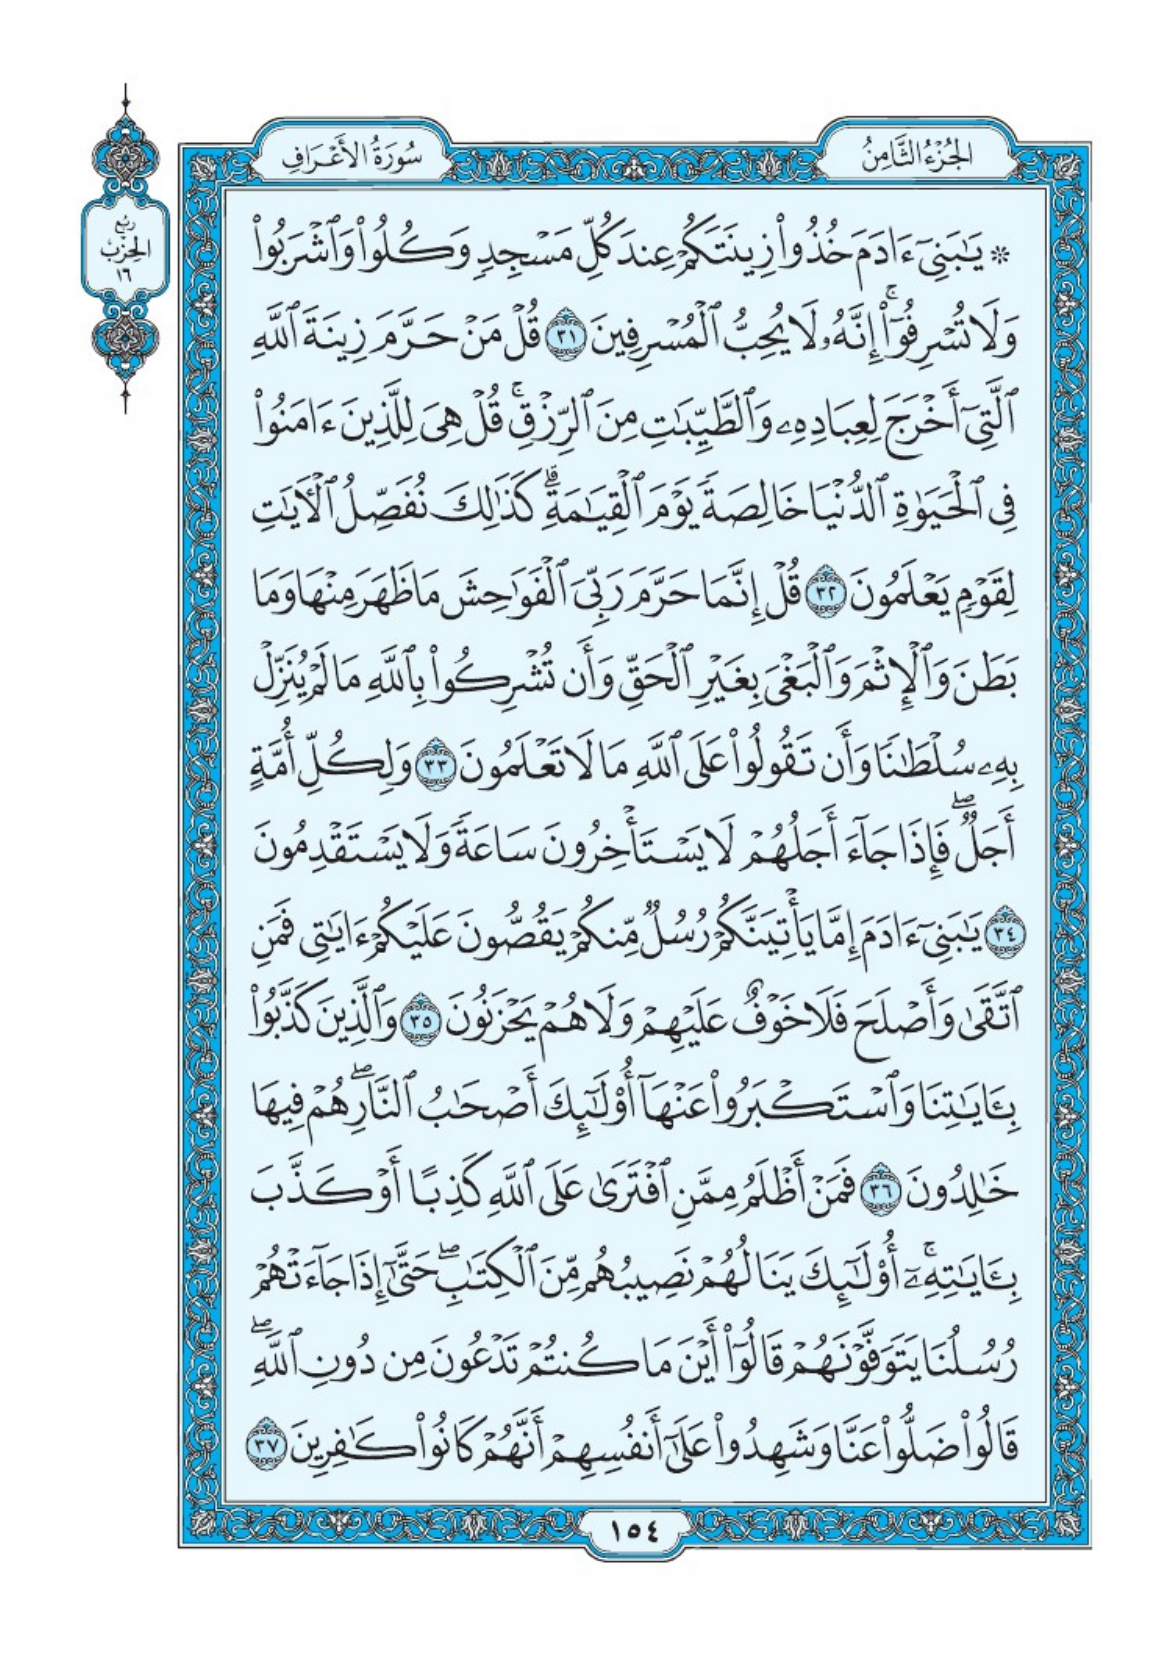 الجُزْءُ الثَّامِنُ
سُورَةُ الأَعْرَافِ
رُبْع
الحِزْب
١٦
۞ يَٰبَنِيٓ ءَادَمَ خُذُواْ زِينَتَكُمۡ عِندَ كُلِّ مَسۡجِدٖ وَكُلُواْ وَٱشۡرَبُواْ
وَلَا تُسۡرِفُوٓاْۚ إِنَّهُۥ لَا يُحِبُّ ٱلۡمُسۡرِفِينَ ٣١ قُلۡ مَنۡ حَرَّمَ زِينَةَ ٱللَّهِ
ٱلَّتِيٓ أَخۡرَجَ لِعِبَادِهِۦ وَٱلطَّيِّبَٰتِ مِنَ ٱلرِّزۡقِۚ قُلۡ هِيَ لِلَّذِينَ ءَامَنُواْ
فِي ٱلۡحَيَوٰةِ ٱلدُّنۡيَا خَالِصَةٗ يَوۡمَ ٱلۡقِيَٰمَةِۗ كَذَٰلِكَ نُفَصِّلُ ٱلۡأٓيَٰتِ
لِقَوۡمٖ يَعۡلَمُونَ ٣٢ قُلۡ إِنَّمَا حَرَّمَ رَبِّيَ ٱلۡفَوَٰحِشَ مَا ظَهَرَ مِنۡهَا وَمَا
بَطَنَ وَٱلۡإِثۡمَ وَٱلۡبَغۡيَ بِغَيۡرِ ٱلۡحَقِّ وَأَن تُشۡرِكُواْ بِٱللَّهِ مَا لَمۡ يُنَزِّلۡ
بِهِۦ سُلۡطَٰنٗا وَأَن تَقُولُواْ عَلَى ٱللَّهِ مَا لَا تَعۡلَمُونَ ٣٣ وَلِكُلِّ أُمَّةٍ
أَجَلٞۖ فَإِذَا جَآءَ أَجَلُهُمۡ لَا يَسۡتَأۡخِرُونَ سَاعَةٗ وَلَا يَسۡتَقۡدِمُونَ
٣٤ يَٰبَنِيٓ ءَادَمَ إِمَّا يَأۡتِيَنَّكُمۡ رُسُلٞ مِّنكُمۡ يَقُصُّونَ عَلَيۡكُمۡ ءَايَٰتِي فَمَنِ
ٱتَّقَىٰ وَأَصۡلَحَ فَلَا خَوۡفٌ عَلَيۡهِمۡ وَلَا هُمۡ يَحۡزَنُونَ ٣٥ وَٱلَّذِينَ كَذَّبُواْ
بِـَٔايَٰتِنَا وَٱسۡتَكۡبَرُواْ عَنۡهَآ أُوْلَٰٓئِكَ أَصۡحَٰبُ ٱلنَّارِۖ هُمۡ فِيهَا
خَٰلِدُونَ ٣٦ فَمَنۡ أَظۡلَمُ مِمَّنِ ٱفۡتَرَىٰ عَلَى ٱللَّهِ كَذِبًا أَوۡ كَذَّبَ
بِـَٔايَٰتِهِۦٓۚ أُوْلَٰٓئِكَ يَنَالُهُمۡ نَصِيبُهُم مِّنَ ٱلۡكِتَٰبِۖ حَتَّىٰٓ إِذَا جَآءَتۡهُمۡ
رُسُلُنَا يَتَوَفَّوۡنَهُمۡ قَالُوٓاْ أَيۡنَ مَا كُنتُمۡ تَدۡعُونَ مِن دُونِ ٱللَّهِۖ
قَالُواْ ضَلُّواْ عَنَّا وَشَهِدُواْ عَلَىٰٓ أَنفُسِهِمۡ أَنَّهُمۡ كَانُواْ كَٰفِرِينَ ٣٧
١٥٤